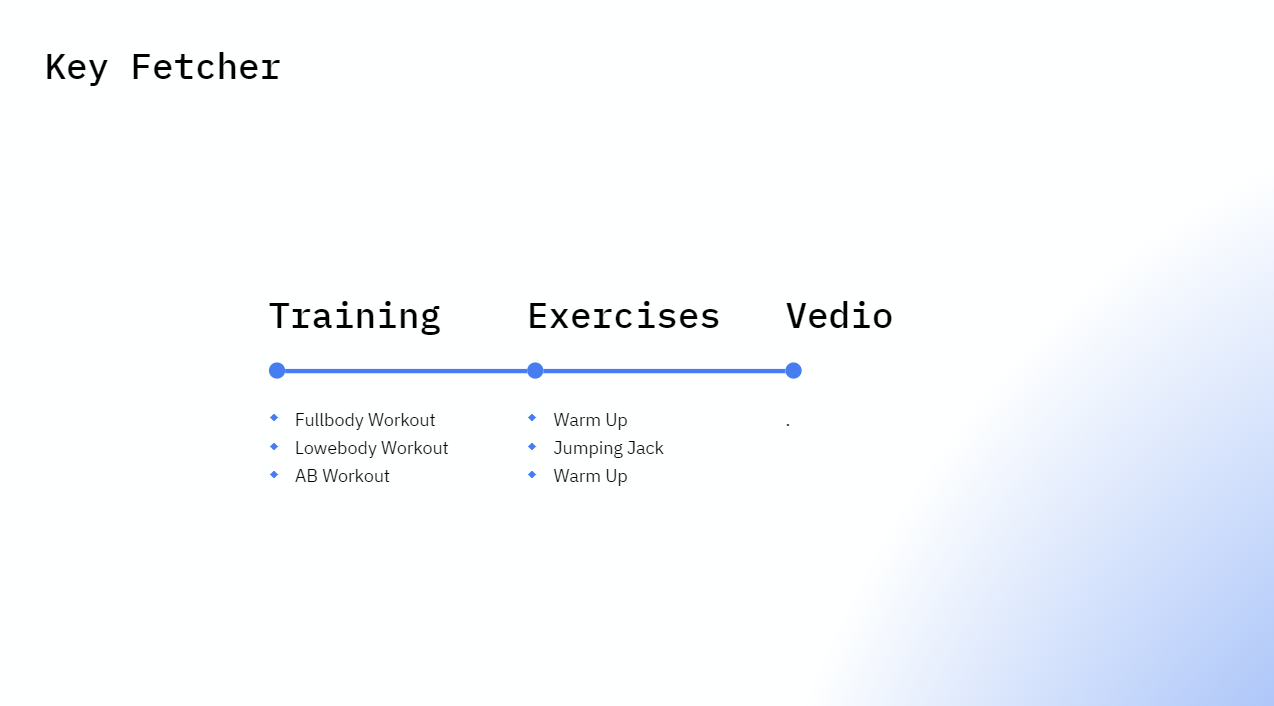 Key Fetcher
Training
Exercises
Vedio
Fullbody Workout
Lowebody Workout
AB Workout
Warm Up
Jumping Jack
Warm Up
.